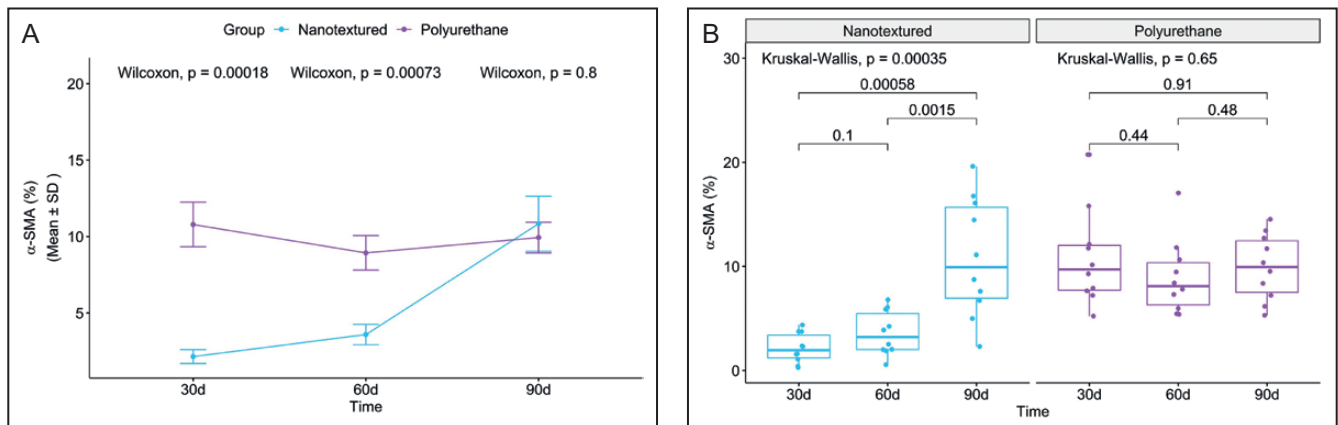 A
Group Nanotextured Polyurethane
Wilcoxon, p = 0.00018 Wilcoxon, p = 0.00073 Wilcoxon, p = 0.8
20
15
10
5
α-SMA (%)
(Mean ± SD)
30d 60d 90d
Time
B
Nanotextured Polyurethane
30
20
10
0
α-SMA (%)
Kruskal-Wallis, p = 0.00035 Kruskal-Wallis, p = 0.65
0.00058 0.91
0.0015 0.48
0.1 0.44
30d 60d 90d 30d 60d 90d
Time